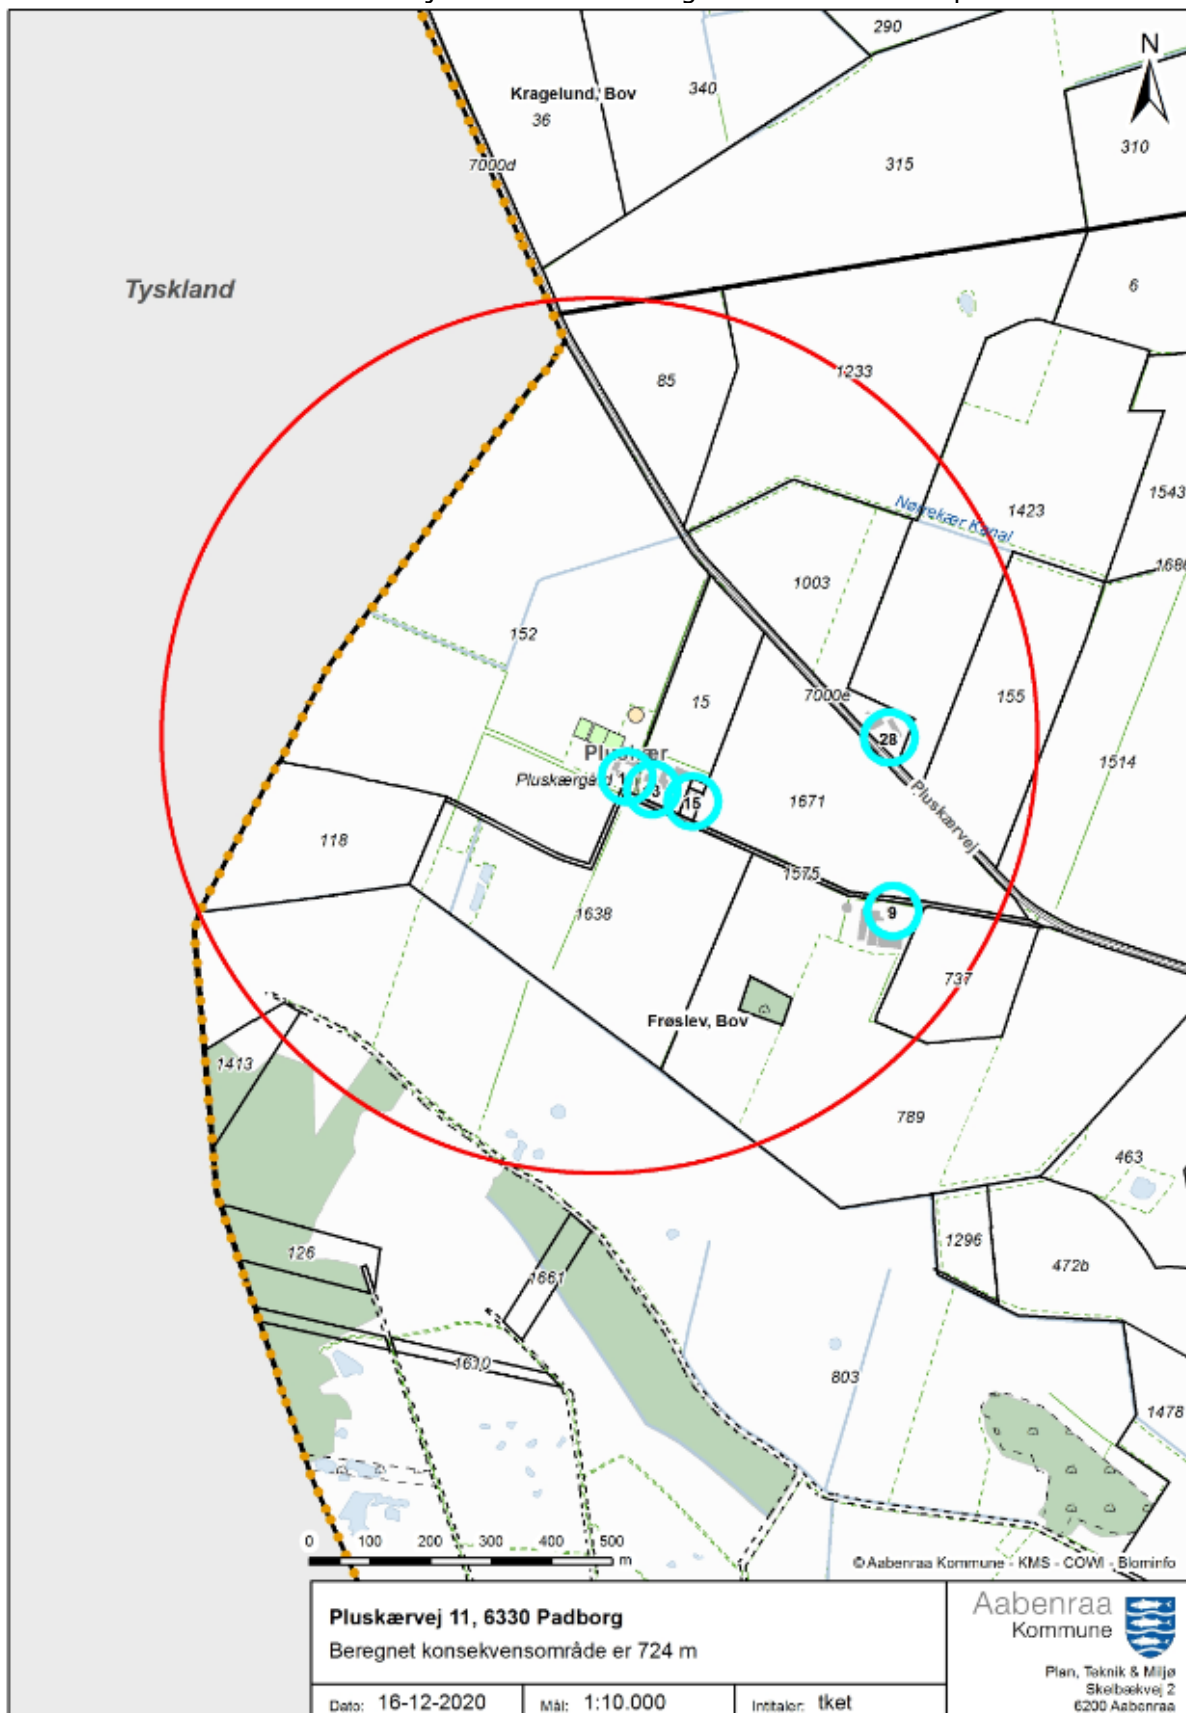 290
N
Kragelund, Bov
36
340
310
7000d
315
Tyskland
6
85
1233
1423
1543
Nørrekær Kanal
1003
152
15
7000e
155
28
1514
Pluskær
Pluskærgård
15
1671
Pluskærvej
118
1575
9
1638
737
Frøslev, Bov
1413
789
463
126
1296
472b
1661
1610
803
1478
0 100 200 300 400 500
m
© Aabenraa Kommune - KMS - COWI - Blominfo
Pluskærvej 11, 6330 Padborg
Beregnet konsekvensområde er 724 m
Dato: 16-12-2020
Mål: 1:10.000
Initialer: tket
Aabenraa
Kommune
Plan, Teknik & Miljø
Skelbækvej 2
6200 Aabenraa